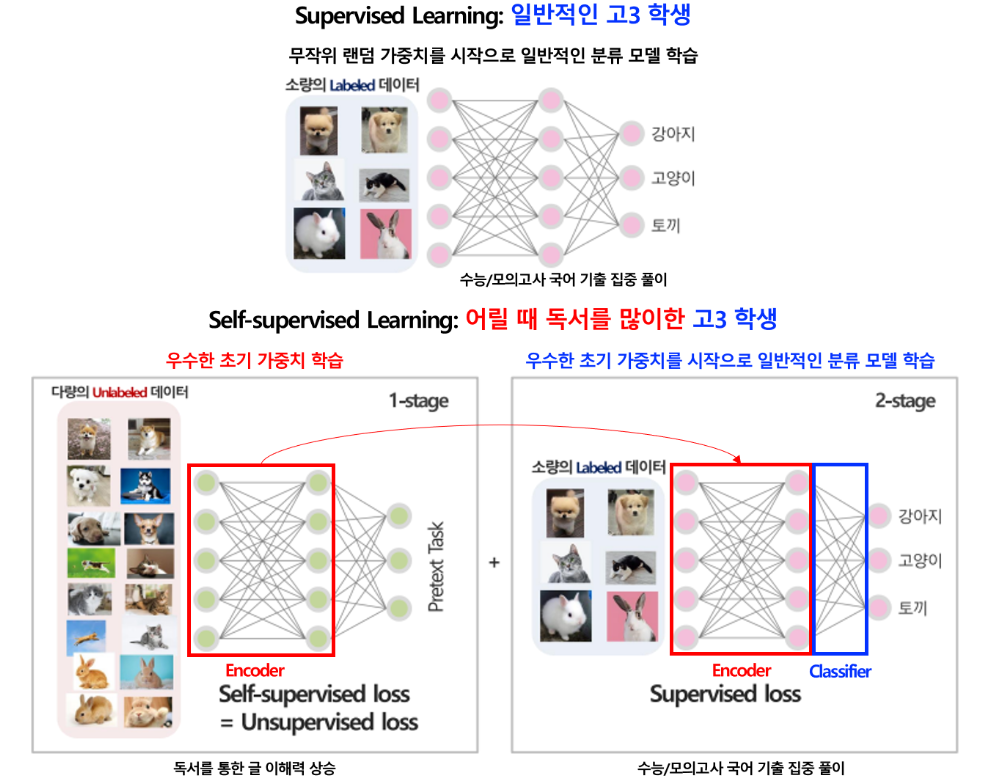 Supervised Learning: 일반적인 고3 학생
무작위 랜덤 가중치를 시작으로 일반적인 분류 모델 학습
소량의 Labeled 데이터
강아지
고양이
토끼
수능/모의고사 국어 기출 집중 풀이
Self-supervised Learning: 어릴 때 독서를 많이한 고3 학생
우수한 초기 가중치 학습
다량의 Unlabeled 데이터
1-stage
Pretext Task
Encoder
Self-supervised loss
= Unsupervised loss
독서를 통한 글 이해력 상승
+
우수한 초기 가중치를 시작으로 일반적인 분류 모델 학습
2-stage
소량의 Labeled 데이터
강아지
고양이
토끼
Encoder
Classifier
Supervised loss
수능/모의고사 국어 기출 집중 풀이